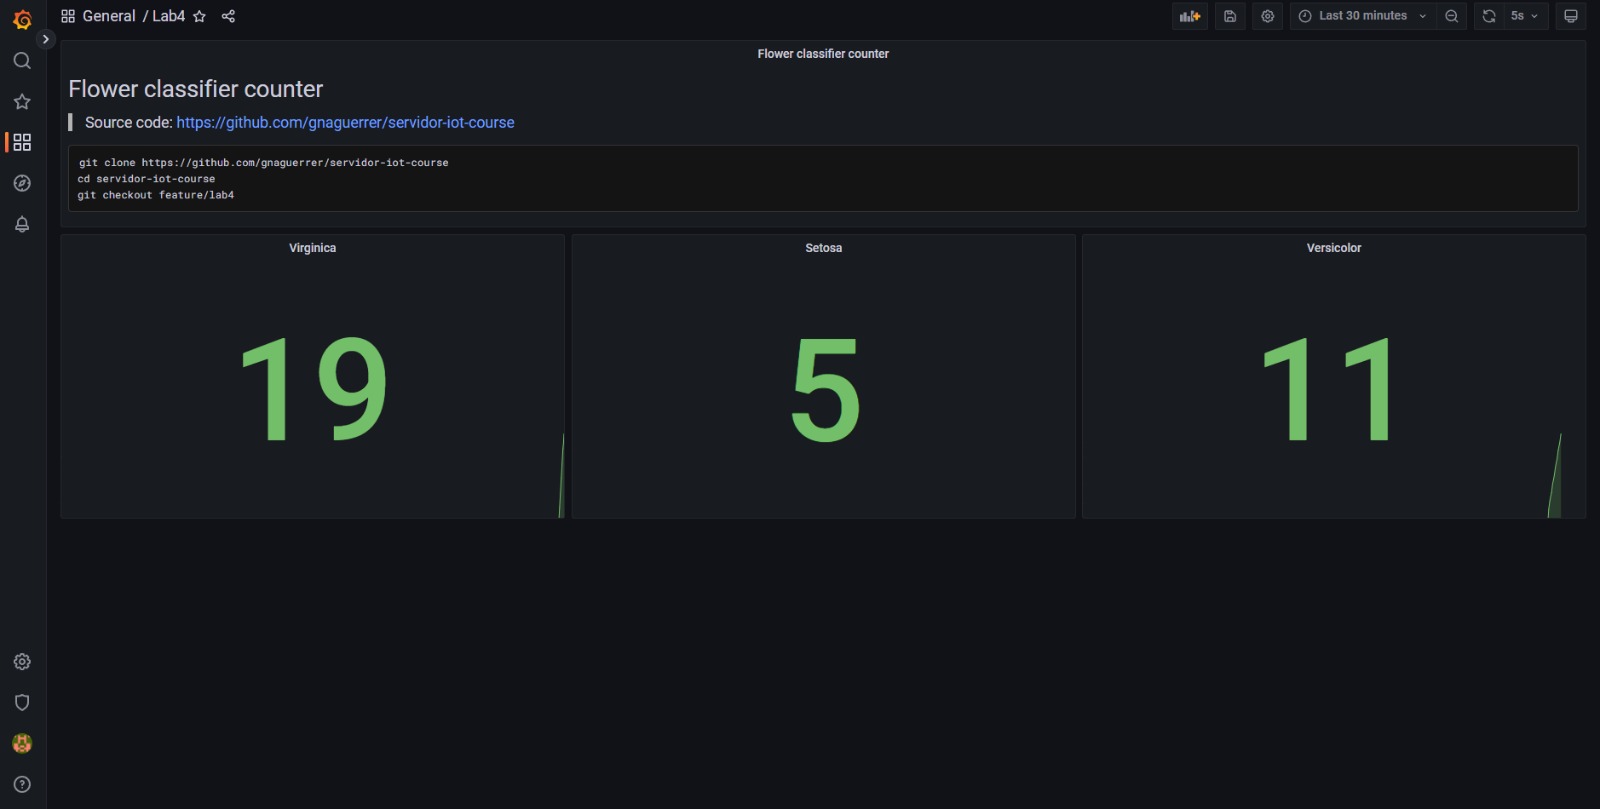 General / Lab4
Last 30 minutes
5s
Flower classifier counter
Flower classifier counter
Source code: https://github.com/gnaguerrer/servidor-iot-course
git clone https://github.com/gnaguerrer/servidor-iot-course
cd servidor-iot-course
git checkout feature/lab4
Virginica
Setosa
Versicolor
19
5
11